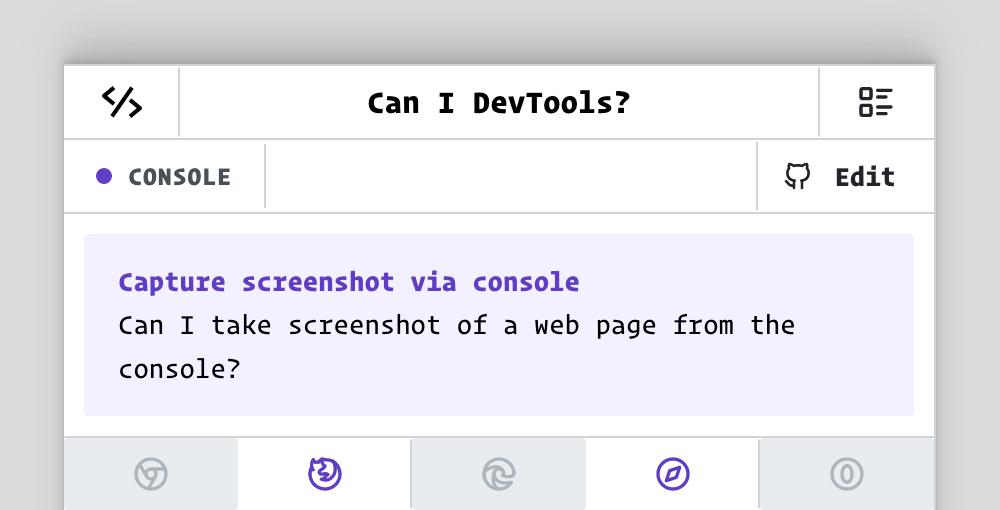 Can I DevTools?
CONSOLE
Edit
Capture screenshot via console
Can I take screenshot of a web page from the
console?